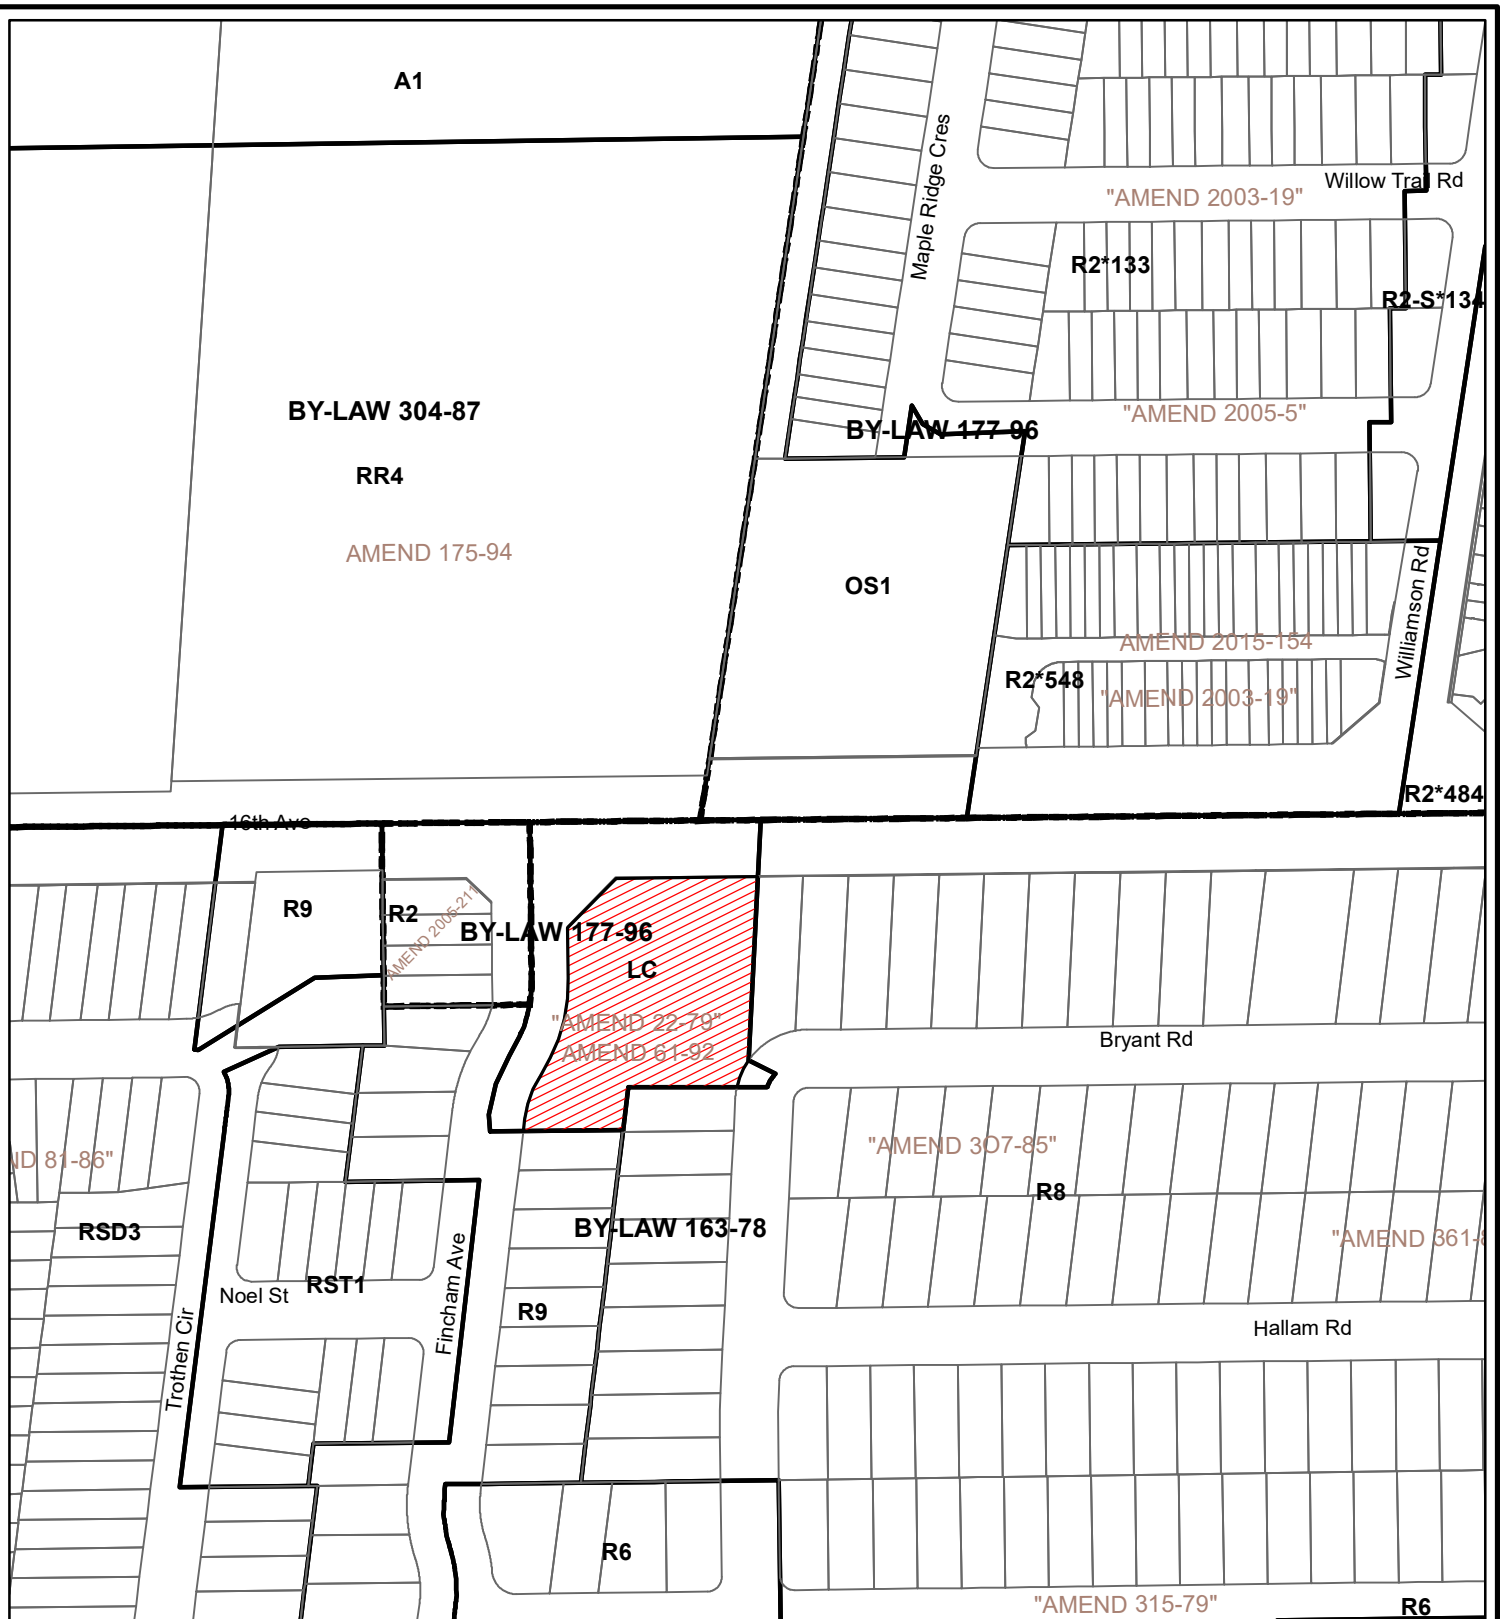 A1
Maple Ridge Cres
Willow Trail Rd
"AMEND 2003-19"
R2*133
R2-S*134
BY-LAW 304-87
"AMEND 2005-5"
BY-LAW 177-96
RR4
AMEND 175-94
OS1
Williamson Rd
AMEND 2015-154
R2*548
"AMEND 2003-19"
R2*484
16th Ave
R9
R2
AMEND 2005-211
BY-LAW 177-96
LC
"AMEND 22-79"
AMEND 61-92
Bryant Rd
ND 81-86"
"AMEND 307-85"
R8
RSD3
BY-LAW 163-78
"AMEND 361-8
Noel St
RST1
Fincham Ave
R9
Trothen Cir
Hallam Rd
R6
"AMEND 315-79"
R6